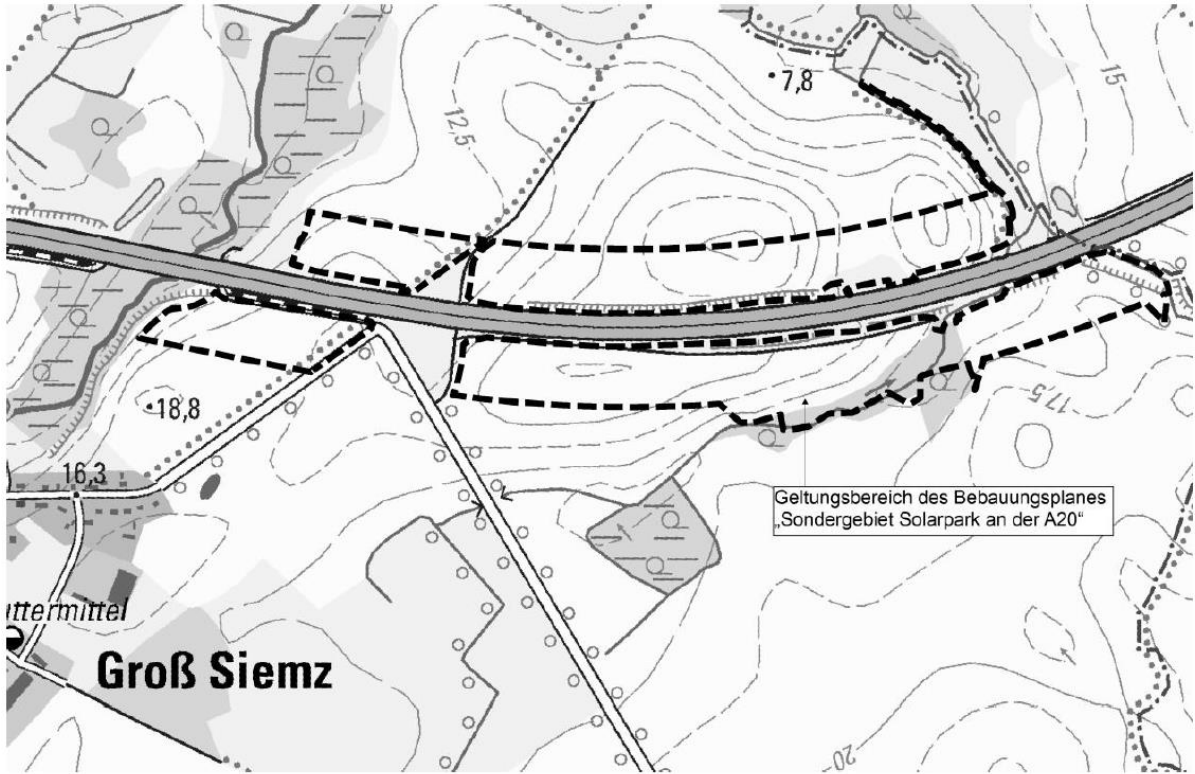 7,8
15
12,5
18,8
17,5
16,3
Geltungsbereich des Bebauungsplanes
„Sondergebiet Solarpark an der A20“
uttermittel
Groß Siemz
20